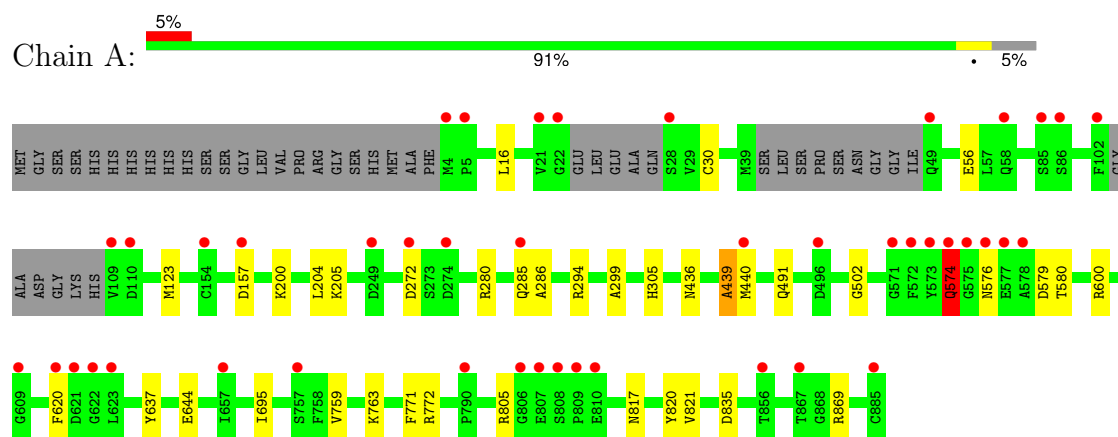 5%
Chain A:
91% • 5%
MET GLY SER SER HIS HIS HIS HIS HIS HIS SER SER GLY LEU VAL PRO ARG GLY SER HIS MET ALA PHE M4 P5 L16 V21 G22 GLU LEU GLU ALA GLN S28 V29 C30 M39 SER LEU SER PRO SER ASN GLY GLY ILE Q49 E56 L57 Q58 S85 S86 F102 GLY
ALA ASP GLY LYS HIS V109 D110 M123 C154 D157 K200 L204 K205 D249 D272 S273 D274 R280 Q285 A286 R294 A299 H305 N436 A439 M440 Q491 D496 G502 G571 F572 Y573 Q574 G575 N576 E577 A578 D579 T580 R600
G609 F620 D621 G622 L623 Y637 E644 I657 I695 S757 F758 V759 K763 F771 R772 P790 R805 G806 E807 S808 P809 E810 N817 Y820 V821 D835 T856 T867 G868 R869 C885